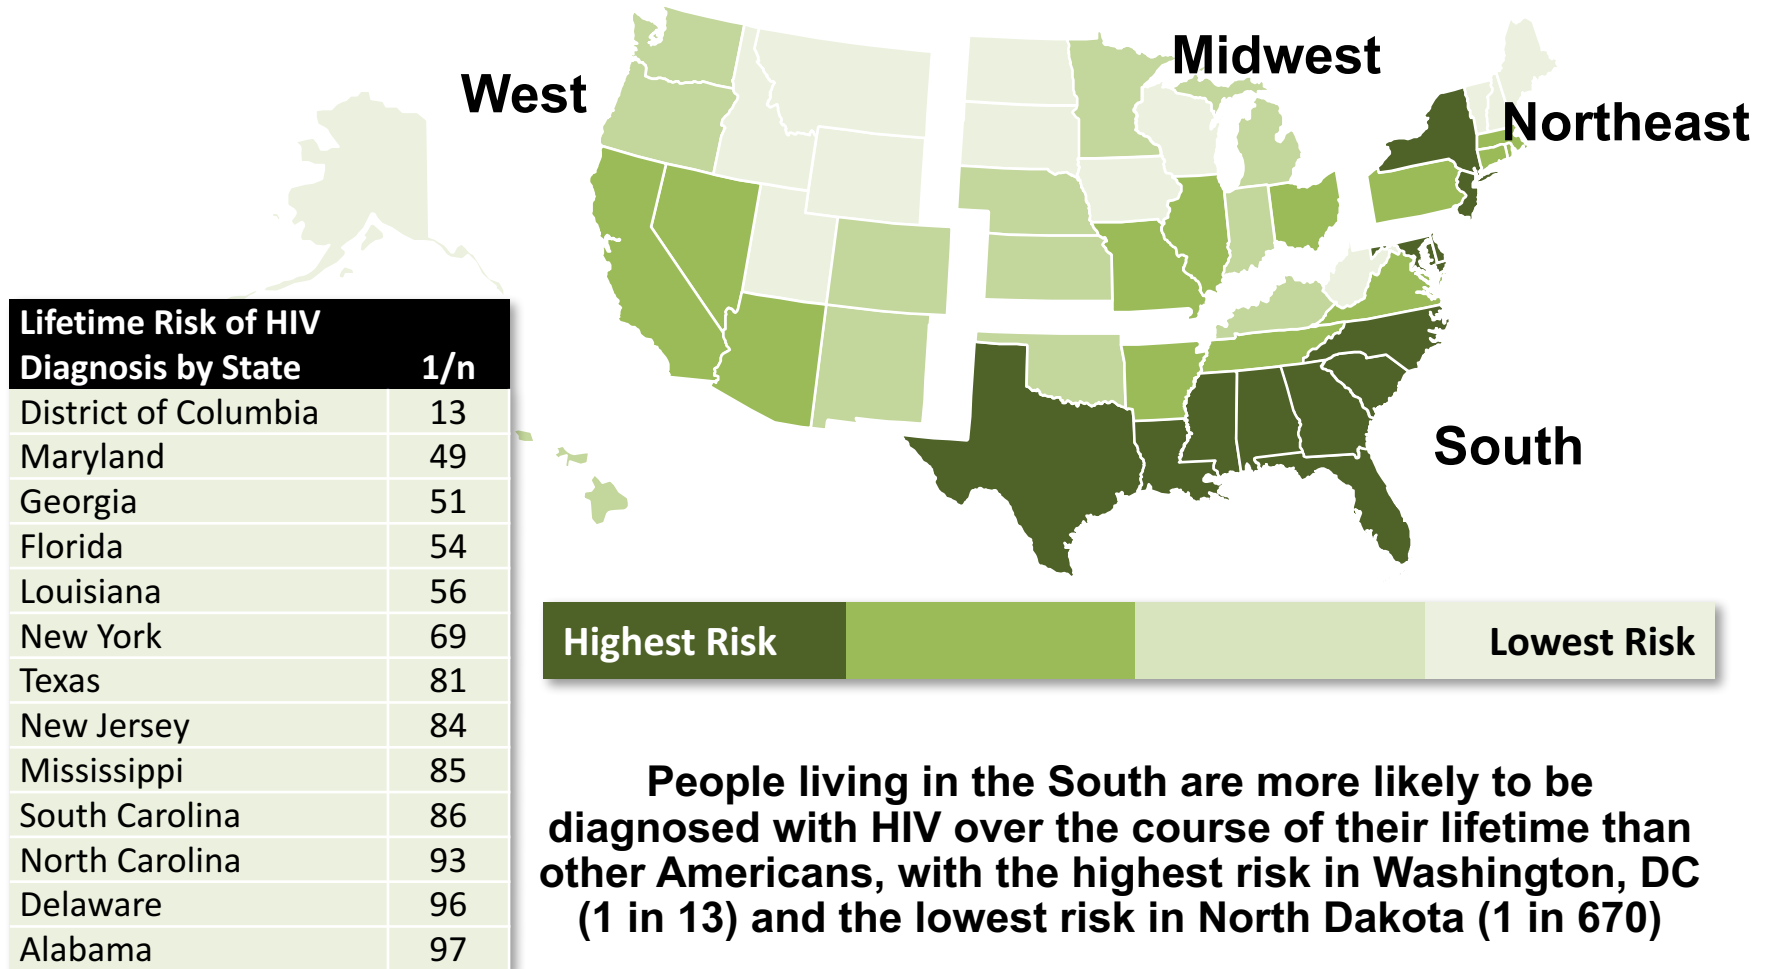 West
Midwest
Northeast
South
Lifetime Risk of HIV
Diagnosis by State 1/n
District of Columbia 13
Maryland 49
Georgia 51
Florida 54
Louisiana 56
New York 69
Texas 81
New Jersey 84
Mississippi 85
South Carolina 86
North Carolina 93
Delaware 96
Alabama 97
Highest Risk
Lowest Risk
People living in the South are more likely to be
diagnosed with HIV over the course of their lifetime than
other Americans, with the highest risk in Washington, DC
(1 in 13) and the lowest risk in North Dakota (1 in 670)